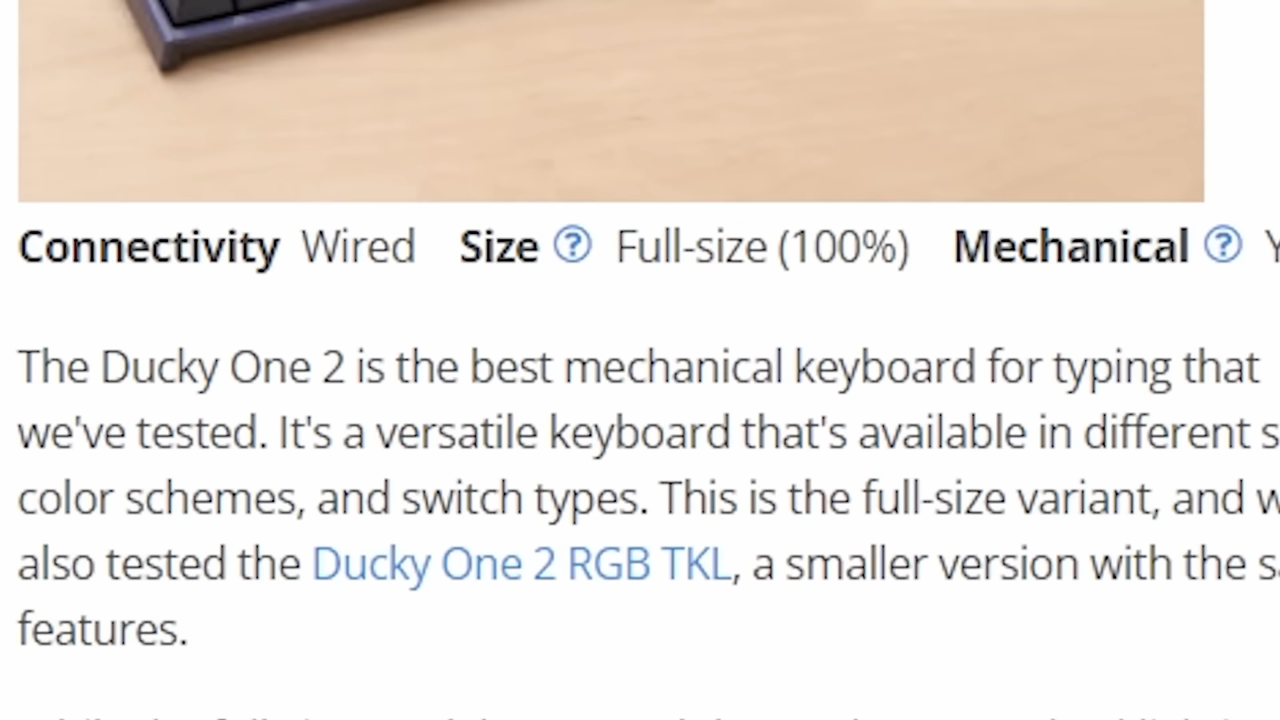 Connectivity Wired Size ? Full-size (100%) Mechanical ?
The Ducky One 2 is the best mechanical keyboard for typing that
we've tested. It's a versatile keyboard that's available in different
color schemes, and switch types. This is the full-size variant, and
also tested the Ducky One 2 RGB TKL, a smaller version with the
features.